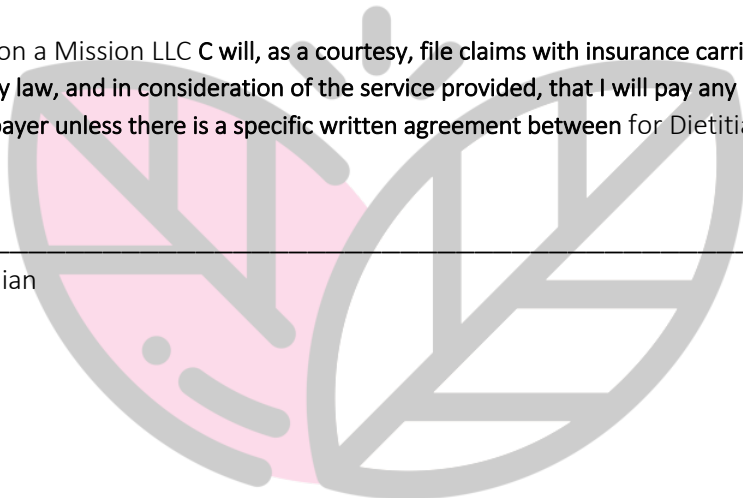 on a Mission LLC C will, as a courtesy, file claims with insurance carri
y law, and in consideration of the service provided, that I will pay any
payer unless there is a specific written agreement between for Dietitia
ian